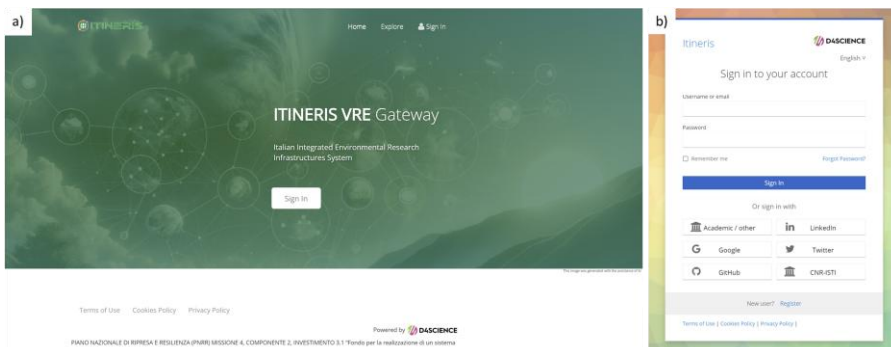 a)
ITINERIS
Home Explore Sign In
ITINERIS VRE Gateway
Italian Integrated Environmental Research
Infrastructures System
Sign In
Terms of Use Cookies Policy Privacy Policy
Powered by D4SCIENCE
PIANO NAZIONALE DI RIPRESA E RESILIENZA (PNRR) MISSIONE 4, COMPONENTE 2, INVESTIMENTO 3.1 "Fondo per la realizzazione di un sistema
b)
Itineris D4SCIENCE
English
Sign in to your account
Username or email
Password
Remember me Forgot Password?
Sign In
Or sign in with
Academic / other LinkedIn
Google Twitter
GitHub CNR-ISTI
New user? Register
Terms of Use | Cookies Policy | Privacy Policy |